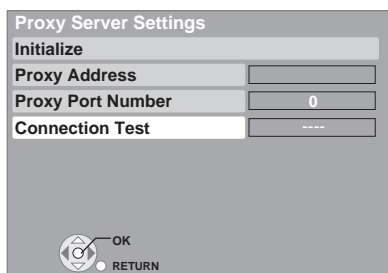 Proxy Server Settings
Initialize
Proxy Address
Proxy Port Number 0
Connection Test ----
OK
RETURN